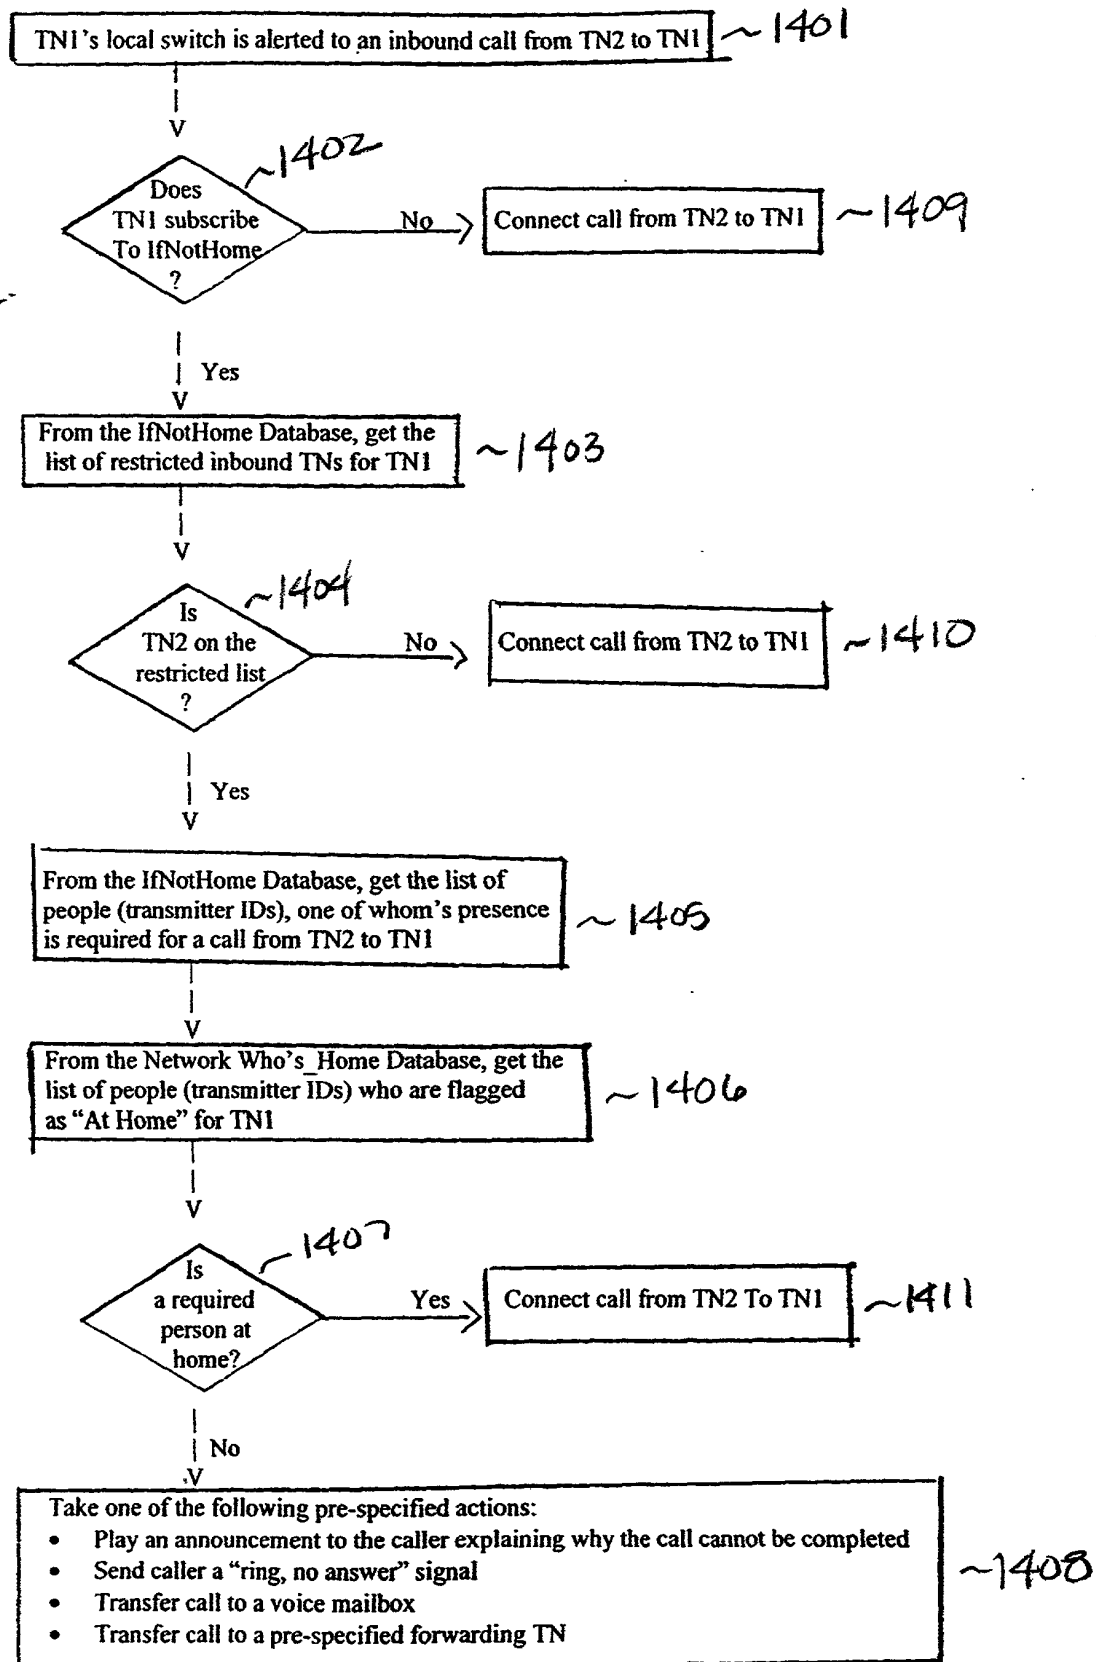 TN1's local switch is alerted to an inbound call from TN2 to TN1 ~1401
V
~1402
Does
TN1 subscribe
To IfNotHome
?
No
Connect call from TN2 to TN1 ~1409
Yes
V
From the IfNotHome Database, get the
list of restricted inbound TNs for TN1
~1403
V
~1404
Is
TN2 on the
restricted list
?
No
Connect call from TN2 to TN1 ~1410
Yes
V
From the IfNotHome Database, get the list of
people (transmitter IDs), one of whom's presence
is required for a call from TN2 to TN1
~1405
V
From the Network Who's_Home Database, get the
list of people (transmitter IDs) who are flagged
as "At Home" for TN1
~1406
V
~1407
Is
a required
person at
home?
Yes
Connect call from TN2 To TN1 ~1411
No
V
Take one of the following pre-specified actions:
• Play an announcement to the caller explaining why the call cannot be completed
• Send caller a "ring, no answer" signal
• Transfer call to a voice mailbox
• Transfer call to a pre-specified forwarding TN
~1408